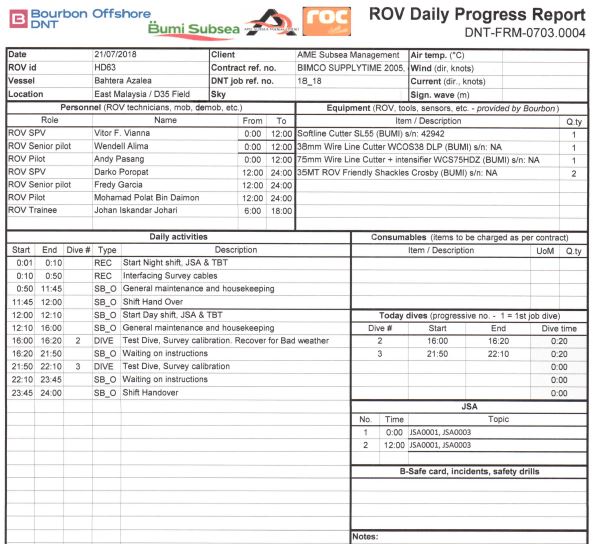 Bourbon Offshore DNT
Bumi Subsea
AIME SUBSEA MANAGEMENT
roc
ROV Daily Progress Report
DNT-FRM-0703.0004
Date 21/07/2018 Client AIME Subsea Management Air temp. (°C)
ROV id HD63 Contract ref. no. BIMCO SUPPLYTIME 2005, Wind (dir, knots)
Vessel Bahtera Azalea DNT job ref. no. 18_18 Current (dir., knots)
Location East Malaysia / D35 Field Sky Sign. wave (m)
Personnel (ROV technicians, mob, demob, etc.) Equipment (ROV, tools, sensors, etc. - provided by Bourbon)
Role Name From To Item / Description Q.ty
ROV SPV Vitor F. Vianna 0:00 12:00 Softline Cutter SL55 (BUMI) s/n: 42942 1
ROV Senior pilot Wendell Alima 0:00 12:00 38mm Wire Line Cutter WCOS38 DLP (BUMI) s/n: NA 1
ROV Pilot Andy Pasang 0:00 12:00 75mm Wire Line Cutter + intensifier WCS75HDZ (BUMI) s/n: NA 1
ROV SPV Darko Poropat 12:00 24:00 35MT ROV Friendly Shackles Crosby (BUMI) s/n: NA 2
ROV Senior pilot Fredy Garcia 12:00 24:00
ROV Pilot Mohamad Polat Bin Daimon 12:00 24:00
ROV Trainee Johan Iskandar Johari 6:00 18:00
Daily activities
Start End Dive # Type Description
0:01 0:10 REC Start Night shift, JSA & TBT
0:10 0:50 REC Interfacing Survey cables
0:50 11:45 SB_O General maintenance and housekeeping
11:45 12:00 SB_O Shift Hand Over
12:00 12:10 SB_O Start Day shift, JSA & TBT
12:10 16:00 SB_O General maintenance and housekeeping
16:00 16:20 2 DIVE Test Dive, Survey calibration. Recover for Bad weather
16:20 21:50 SB_O Waiting on instructions
21:50 22:10 3 DIVE Test Dive, Survey calibration
22:10 23:45 SB_O Waiting on instructions
23:45 24:00 SB_O Shift Handover
Consumables (items to be charged as per contract)
Item / Description UoM Q.ty
Today dives (progressive no. - 1 = 1st job dive)
Dive # Start End Dive time
2 16:00 16:20 0:20
3 21:50 22:10 0:20
0:00
0:00
0:00
JSA
No. Time Topic
1 0:00 JSA0001, JSA0003
2 12:00 JSA0001, JSA0003
B-Safe card, incidents, safety drills
Notes: